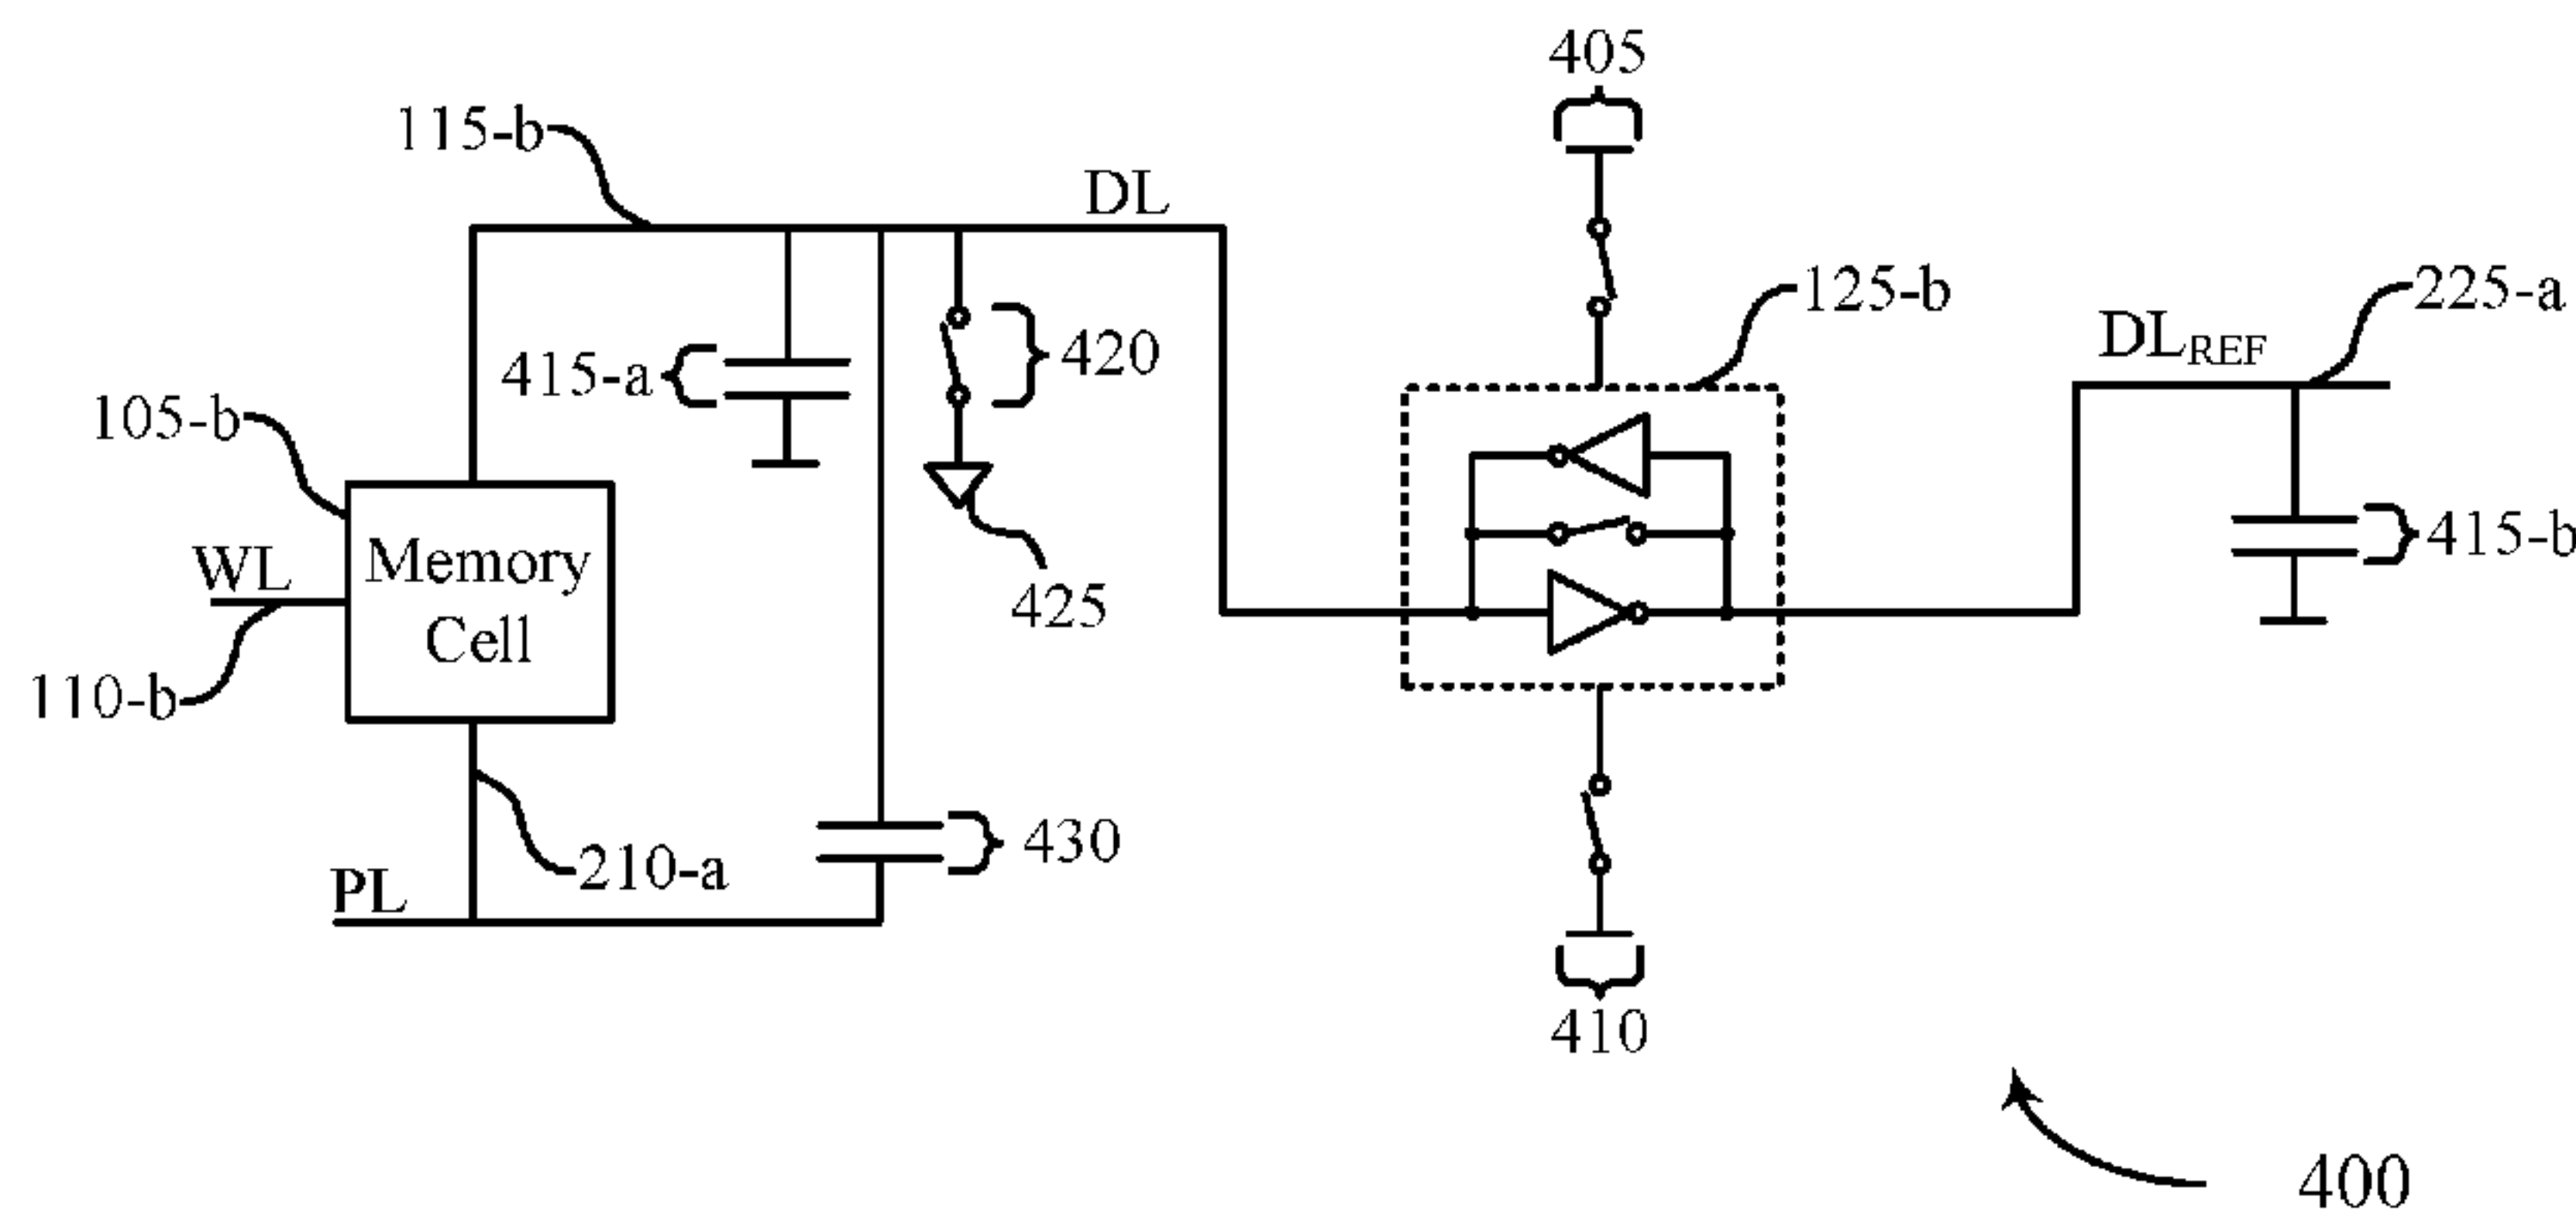 405
115-b
DL
125-b
225-a
DLREF
420
415-a
105-b
Memory
Cell
WL
415-b
425
110-b
430
210-a
PL
410
400